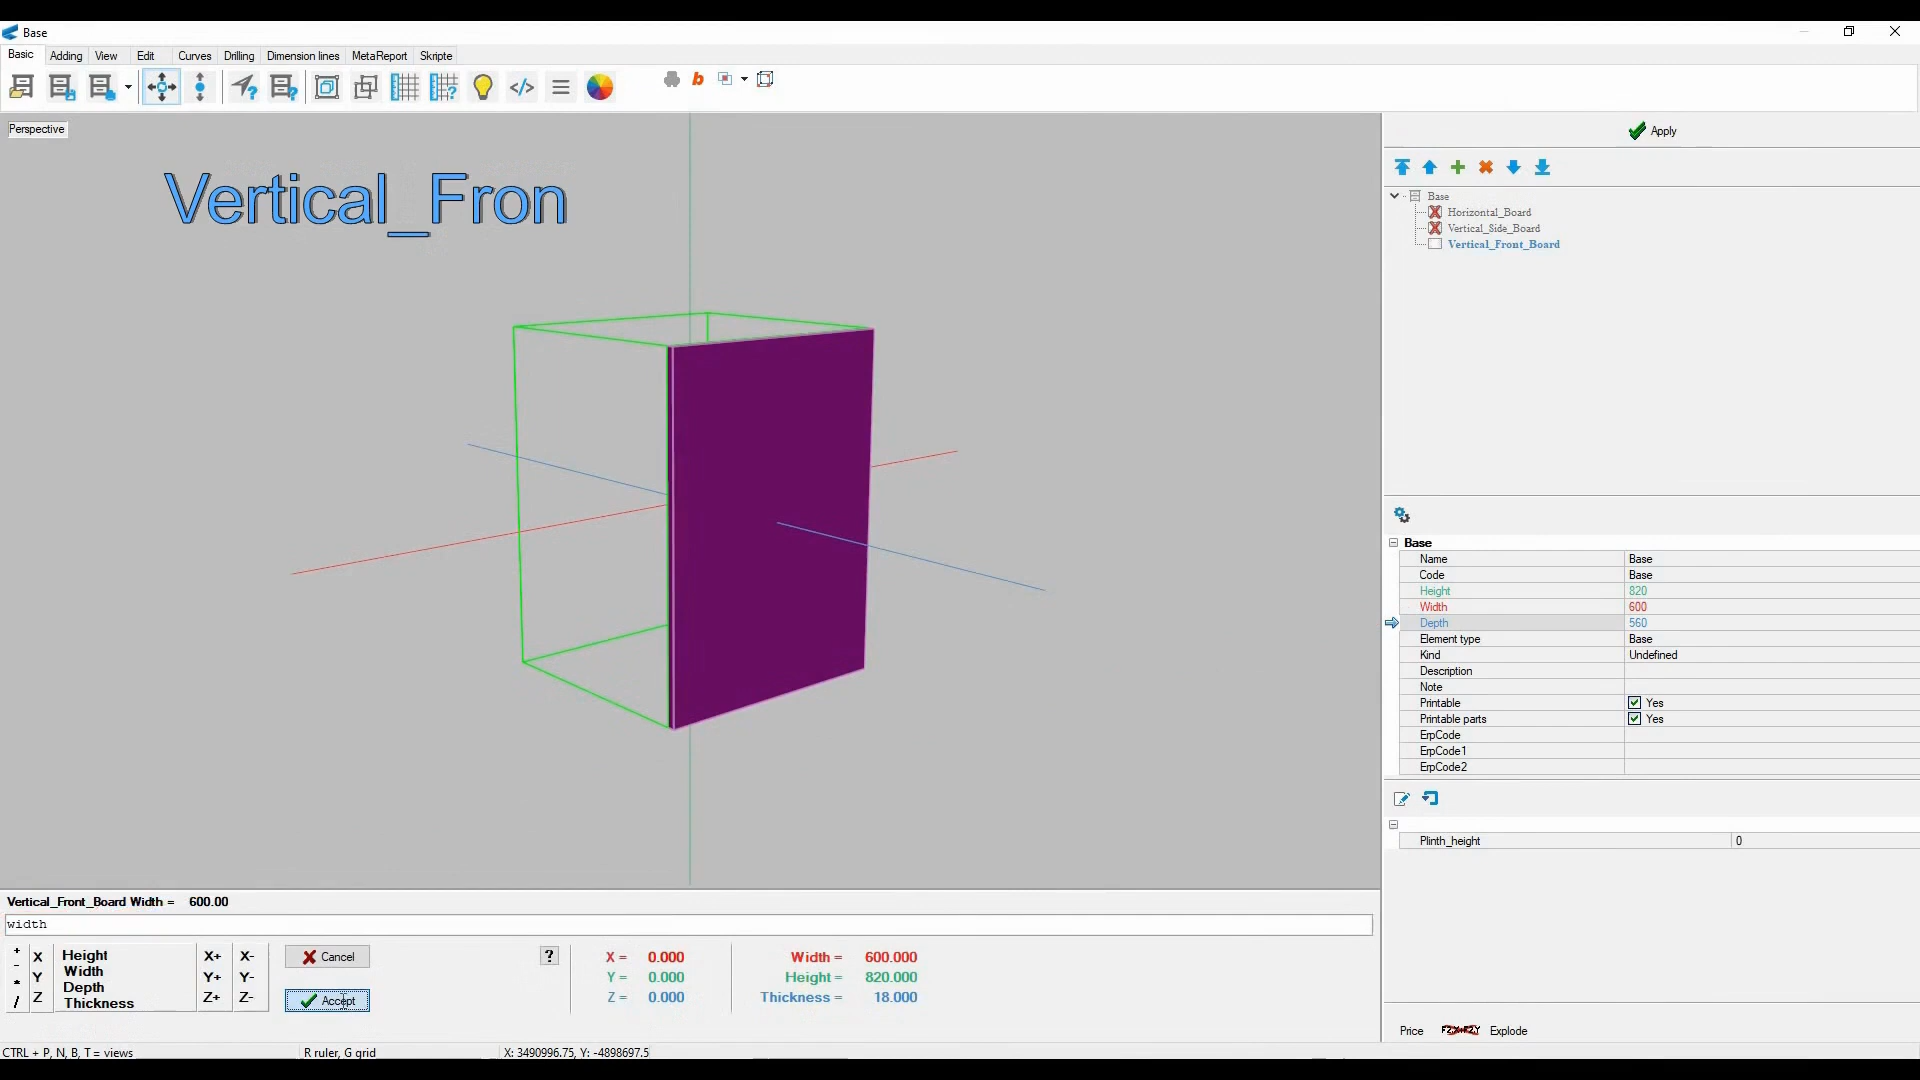 Base
Basic Adding View Edit Curves Drilling Dimension lines MetaReport Skripte
Perspective
Vertical_Fron
Apply
Base
Horizontal_Board
Vertical_Side_Board
Vertical_Front_Board
Base
Name Base
Code Base
Height 820
Width 600
Depth 560
Element type Base
Kind Undefined
Description
Note
Printable Yes
Printable parts Yes
ErpCode
ErpCode1
ErpCode2
Plinth_height 0
Vertical_Front_Board Width = 600.00
width
+ X Height X+ X- Cancel ? X = 0.000 Width = 600.000
-
* Y Width Y+ Y- Y = 0.000 Height = 820.000
Depth
/ Z Thickness Z+ Z- Accept Z = 0.000 Thickness = 18.000
Price Explode
CTRL + P, N, B, T = views R ruler, G grid X: 3490996.75, Y: -4898697.5